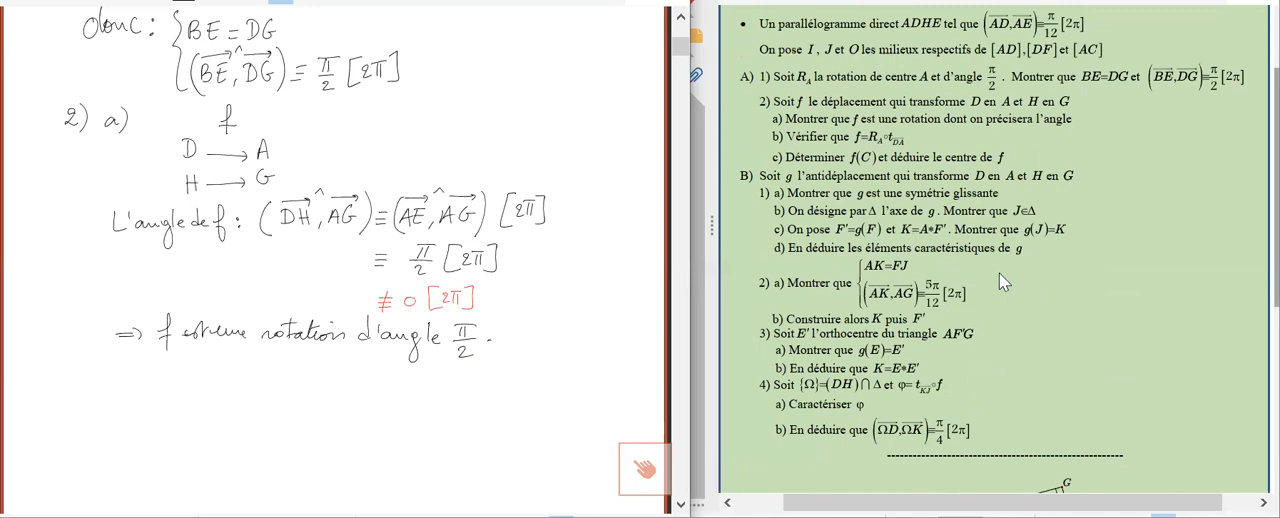 donc : { BE = DG
(BE, DG) ≡ π/2 [2π]
2) a) f
D ⟶ A
H ⟶ G
L'angle de f : (DH, AG) ≡ (AE, AG) [2π]
≡ π/2 [2π]
≢ 0 [2π]
⟹ f est une rotation d'angle π/2 .
• Un parallélogramme direct ADHE tel que (AD, AE) ≡ π/12 [2π]
On pose I , J et O les milieux respectifs de [AD],[DF] et [AC]
A) 1) Soit R_A la rotation de centre A et d'angle π/2 . Montrer que BE=DG et (BE, DG) ≡ π/2 [2π]
2) Soit f le déplacement qui transforme D en A et H en G
a) Montrer que f est une rotation dont on précisera l'angle
b) Vérifier que f=R_A∘t_DA
c) Déterminer f(C) et déduire le centre de f
B) Soit g l'antidéplacement qui transforme D en A et H en G
1) a) Montrer que g est une symétrie glissante
b) On désigne par Δ l'axe de g. Montrer que J∈Δ
c) On pose F'=g(F) et K=A*F'. Montrer que g(J)=K
d) En déduire les éléments caractéristiques de g
2) a) Montrer que { AK=FJ
(AK, AG) ≡ 5π/12 [2π]
b) Construire alors K puis F'
3) Soit E' l'orthocentre du triangle AF'G
a) Montrer que g(E)=E'
b) En déduire que K=E*E'
4) Soit {Ω}=(DH)⋂Δ et φ= t_KJ∘f
a) Caractériser φ
b) En déduire que (ΩD, ΩK) ≡ π/4 [2π]
G